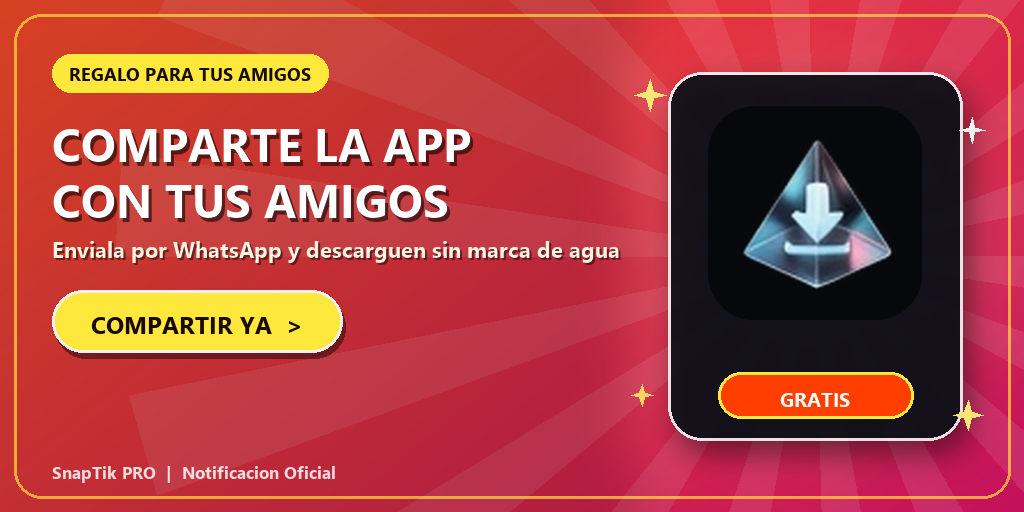 REGALO PARA TUS AMIGOS
COMPARTE LA APP
CON TUS AMIGOS
Enviala por WhatsApp y descarguen sin marca de agua
COMPARTIR YA >
GRATIS
SnapTik PRO | Notificacion Oficial